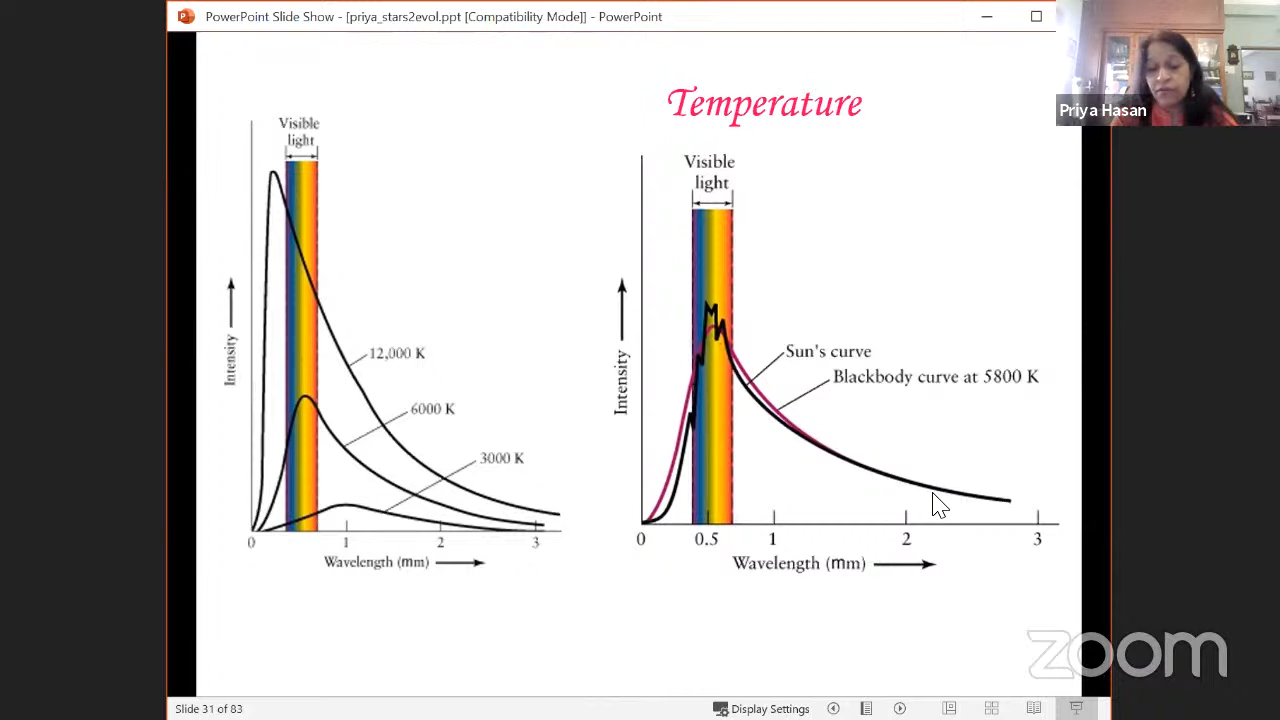 PowerPoint Slide Show - [priya_stars2evol.ppt [Compatibility Mode]] - PowerPoint
Priya Hasan
Temperature
Visible
light
12,000 K
6000 K
3000 K
Intensity
0 1 2 3
Wavelength (mm)
Visible
light
Sun's curve
Blackbody curve at 5800 K
Intensity
0 0.5 1 2 3
Wavelength (mm)
zoom
Slide 31 of 83
Display Settings